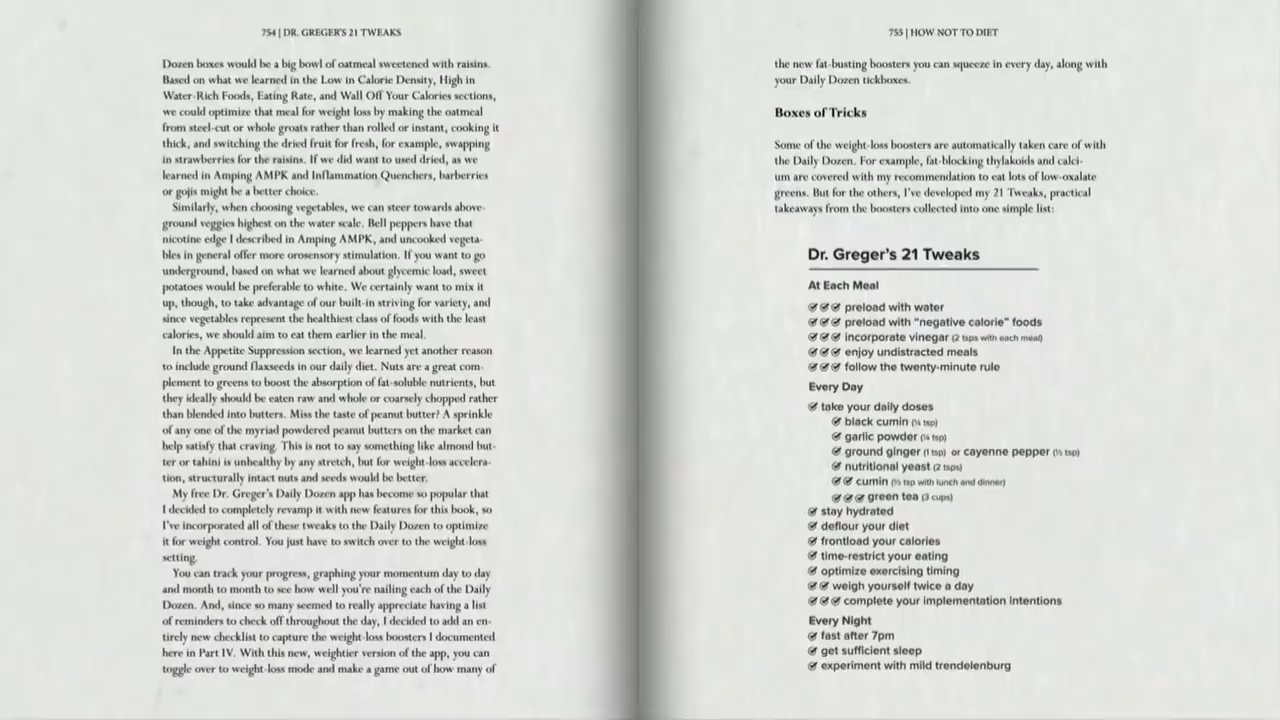 754 | DR. GREGER'S 21 TWEAKS
Dozen boxes would be a big bowl of oatmeal sweetened with raisins.
Based on what we learned in the Low in Calorie Density, High in
Water-Rich Foods, Eating Rate, and Wall Off Your Calories sections,
we could optimize that meal for weight loss by making the oatmeal
from steel-cut or whole groats rather than rolled or instant, cooking it
thick, and switching the dried fruit for fresh, for example, swapping
in strawberries for the raisins. If we did want to used dried, as we
learned in Amping AMPK and Inflammation Quenchers, barberries
or gojis might be a better choice.
Similarly, when choosing vegetables, we can steer towards above-
ground veggies highest on the water scale. Bell peppers have that
nicotine edge I described in Amping AMPK, and uncooked vegeta-
bles in general offer more orosensory stimulation. If you want to go
underground, based on what we learned about glycemic load, sweet
potatoes would be preferable to white. We certainly want to mix it
up, though, to take advantage of our built-in striving for variety, and
since vegetables represent the healthiest class of foods with the least
calories, we should aim to eat them earlier in the meal.
In the Appetite Suppression section, we learned yet another reason
to include ground flaxseeds in our daily diet. Nuts are a great com-
plement to greens to boost the absorption of fat-soluble nutrients, but
they ideally should be eaten raw and whole or coarsely chopped rather
than blended into butters. Miss the taste of peanut butter? A sprinkle
of any one of the myriad powdered peanut butters on the market can
help satisfy that craving. This is not to say something like almond but-
ter or tahini is unhealthy by any stretch, but for weight-loss accelera-
tion, structurally intact nuts and seeds would be better.
My free Dr. Greger's Daily Dozen app has become so popular that
I decided to completely revamp it with new features for this book, so
I've incorporated all of these tweaks to the Daily Dozen to optimize
it for weight control. You just have to switch over to the weight-loss
setting.
You can track your progress, graphing your momentum day to day
and month to month to see how well you're nailing each of the Daily
Dozen. And, since so many seemed to really appreciate having a list
of reminders to check off throughout the day, I decided to add an en-
tirely new checklist to capture the weight-loss boosters I documented
here in Part IV. With this new, weightier version of the app, you can
toggle over to weight-loss mode and make a game out of how many of
755 | HOW NOT TO DIET
the new fat-busting boosters you can squeeze in every day, along with
your Daily Dozen tickboxes.
Boxes of Tricks
Some of the weight-loss boosters are automatically taken care of with
the Daily Dozen. For example, fat-blocking thylakoids and calci-
um are covered with my recommendation to eat lots of low-oxalate
greens. But for the others, I've developed my 21 Tweaks, practical
takeaways from the boosters collected into one simple list:
Dr. Greger's 21 Tweaks
At Each Meal
preload with water
preload with "negative calorie" foods
incorporate vinegar (2 tsps with each meal)
enjoy undistracted meals
follow the twenty-minute rule
Every Day
take your daily doses
black cumin (¼ tsp)
garlic powder (¼ tsp)
ground ginger (1 tsp) or cayenne pepper (½ tsp)
nutritional yeast (2 tsps)
cumin (½ tsp with lunch and dinner)
green tea (3 cups)
stay hydrated
deflour your diet
frontload your calories
time-restrict your eating
optimize exercising timing
weigh yourself twice a day
complete your implementation intentions
Every Night
fast after 7pm
get sufficient sleep
experiment with mild trendelenburg